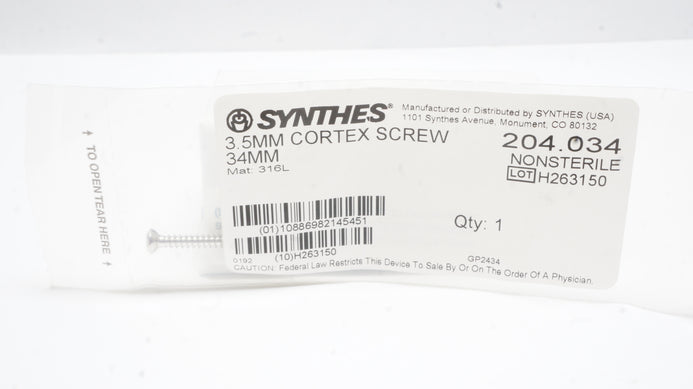 SYNTHES®
Manufactured or Distributed by SYNTHES (USA)
1101 Synthes Avenue, Monument, CO 80132
3.5MM CORTEX SCREW
34MM
Mat: 316L
204.034
NONSTERILE
LOT H263150
(01)10886982145451
Qty: 1
(10)H263150
0192
GP2434
CAUTION: Federal Law Restricts This Device To Sale By Or On The Order Of A Physician.
↑ TO OPEN TEAR HERE ↑